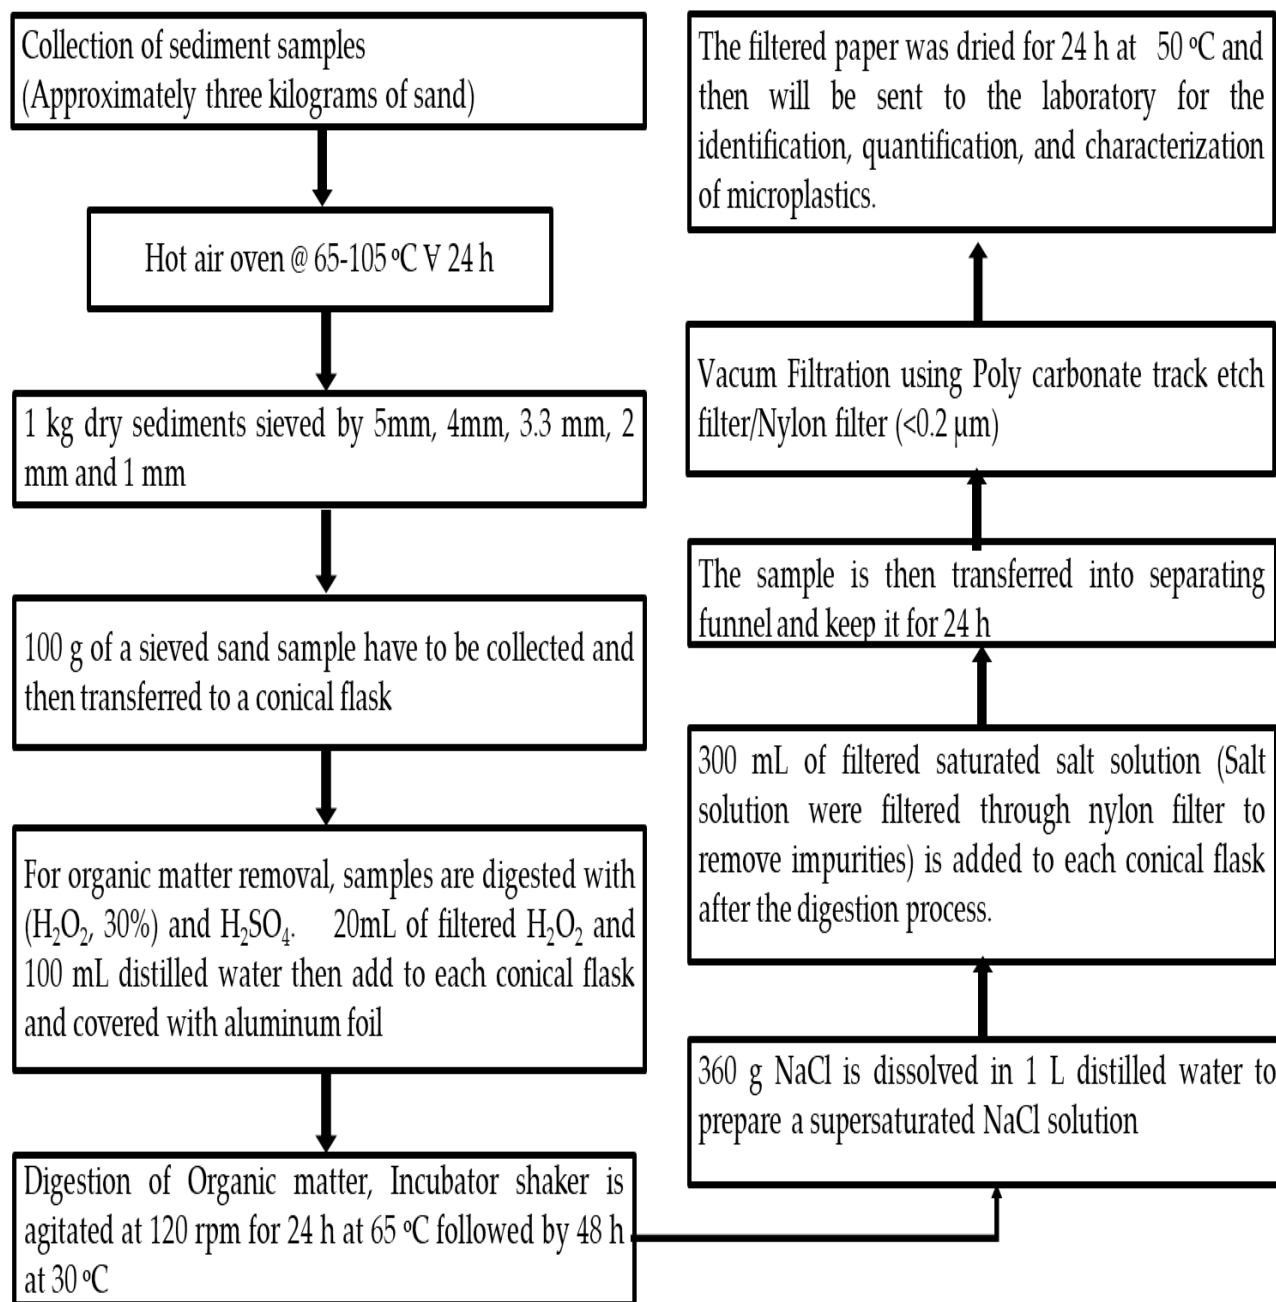 Collection of sediment samples
(Approximately three kilograms of sand)
Hot air oven @ 65-105 ºC ∀ 24 h
1 kg dry sediments sieved by 5mm, 4mm, 3.3 mm, 2
mm and 1 mm
100 g of a sieved sand sample have to be collected and
then transferred to a conical flask
For organic matter removal, samples are digested with
(H₂O₂, 30%) and H₂SO₄. 20mL of filtered H₂O₂ and
100 mL distilled water then add to each conical flask
and covered with aluminum foil
Digestion of Organic matter, Incubator shaker is
agitated at 120 rpm for 24 h at 65 ºC followed by 48 h
at 30 ºC
360 g NaCl is dissolved in 1 L distilled water to
prepare a supersaturated NaCl solution
300 mL of filtered saturated salt solution (Salt
solution were filtered through nylon filter to
remove impurities) is added to each conical flask
after the digestion process.
The sample is then transferred into separating
funnel and keep it for 24 h
Vacum Filtration using Poly carbonate track etch
filter/Nylon filter (<0.2 µm)
The filtered paper was dried for 24 h at 50 ºC and
then will be sent to the laboratory for the
identification, quantification, and characterization
of microplastics.